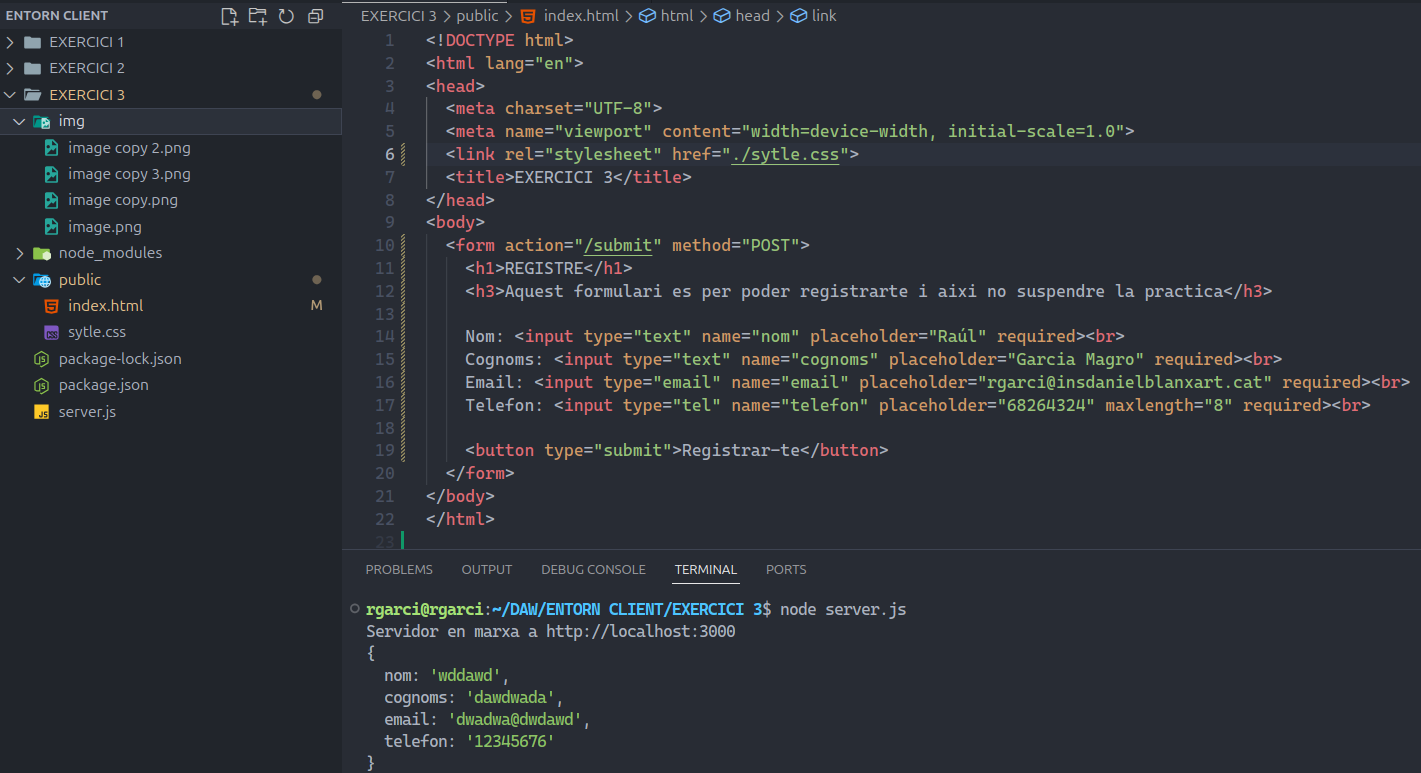 ENTORN CLIENT
EXERCICI 1
EXERCICI 2
EXERCICI 3
img
image copy 2.png
image copy 3.png
image copy.png
image.png
node_modules
public
index.html M
sytle.css
package-lock.json
package.json
server.js
EXERCICI 3 > public > index.html > html > head > link
1 <!DOCTYPE html>
2 <html lang="en">
3 <head>
4 <meta charset="UTF-8">
5 <meta name="viewport" content="width=device-width, initial-scale=1.0">
6 <link rel="stylesheet" href="./sytle.css">
7 <title>EXERCICI 3</title>
8 </head>
9 <body>
10 <form action="/submit" method="POST">
11 <h1>REGISTRE</h1>
12 <h3>Aquest formulari es per poder registrarte i aixi no suspendre la practica</h3>
13
14 Nom: <input type="text" name="nom" placeholder="Raúl" required><br>
15 Cognoms: <input type="text" name="cognoms" placeholder="Garcia Magro" required><br>
16 Email: <input type="email" name="email" placeholder="rgarci@insdanielblanxart.cat" required><br>
17 Telefon: <input type="tel" name="telefon" placeholder="68264324" maxlength="8" required><br>
18
19 <button type="submit">Registrar-te</button>
20 </form>
21 </body>
22 </html>
23
PROBLEMS OUTPUT DEBUG CONSOLE TERMINAL PORTS
rgarci@rgarci:~/DAW/ENTORN CLIENT/EXERCICI 3$ node server.js
Servidor en marxa a http://localhost:3000
{
nom: 'wddawd',
cognoms: 'dawdwada',
email: 'dwadwa@dwdawd',
telefon: '12345676'
}